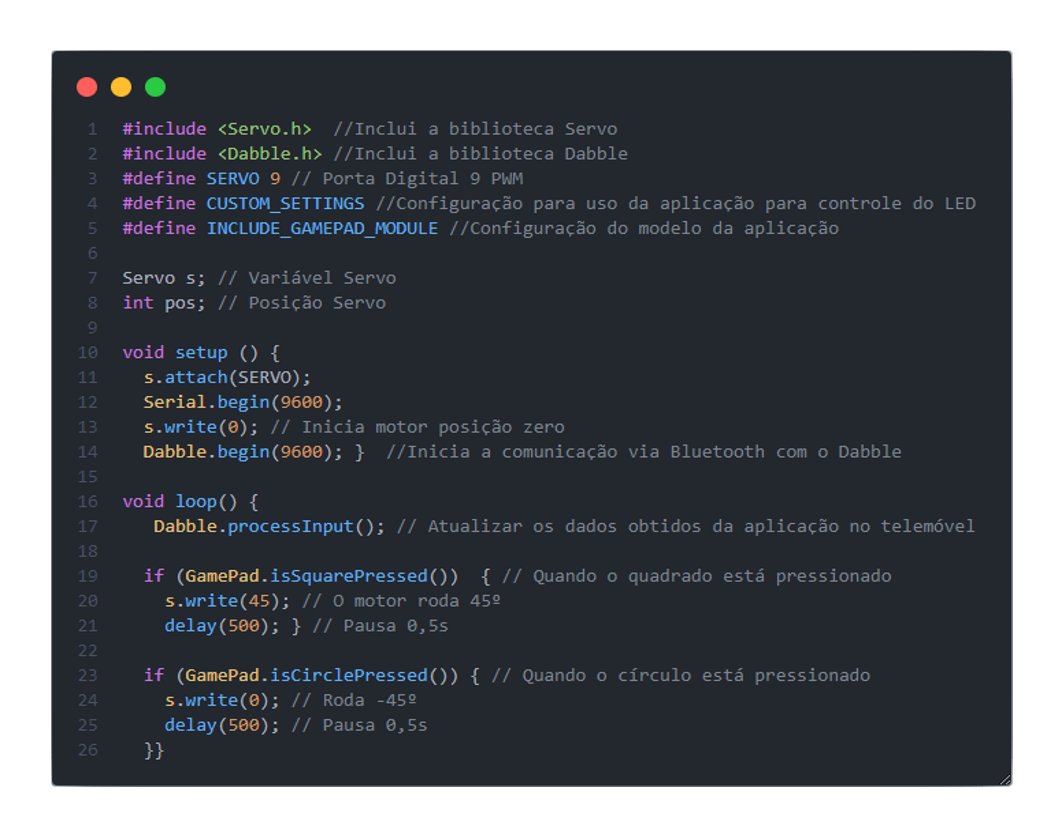 1 #include <Servo.h>  //Inclui a biblioteca Servo
2 #include <Dabble.h> //Inclui a biblioteca Dabble
3 #define SERVO 9 // Porta Digital 9 PWM
4 #define CUSTOM_SETTINGS //Configuração para uso da aplicação para controle do LED
5 #define INCLUDE_GAMEPAD_MODULE //Configuração do modelo da aplicação
6
7 Servo s; // Variável Servo
8 int pos; // Posição Servo
9
10 void setup () {
11   s.attach(SERVO);
12   Serial.begin(9600);
13   s.write(0); // Inicia motor posição zero
14   Dabble.begin(9600); }  //Inicia a comunicação via Bluetooth com o Dabble
15
16 void loop() {
17    Dabble.processInput(); // Atualizar os dados obtidos da aplicação no telemóvel
18
19   if (GamePad.isSquarePressed())  { // Quando o quadrado está pressionado
20     s.write(45); // O motor roda 45º
21     delay(500); } // Pausa 0,5s
22
23   if (GamePad.isCirclePressed()) { // Quando o círculo está pressionado
24     s.write(0); // Roda -45º
25     delay(500); // Pausa 0,5s
26   }}